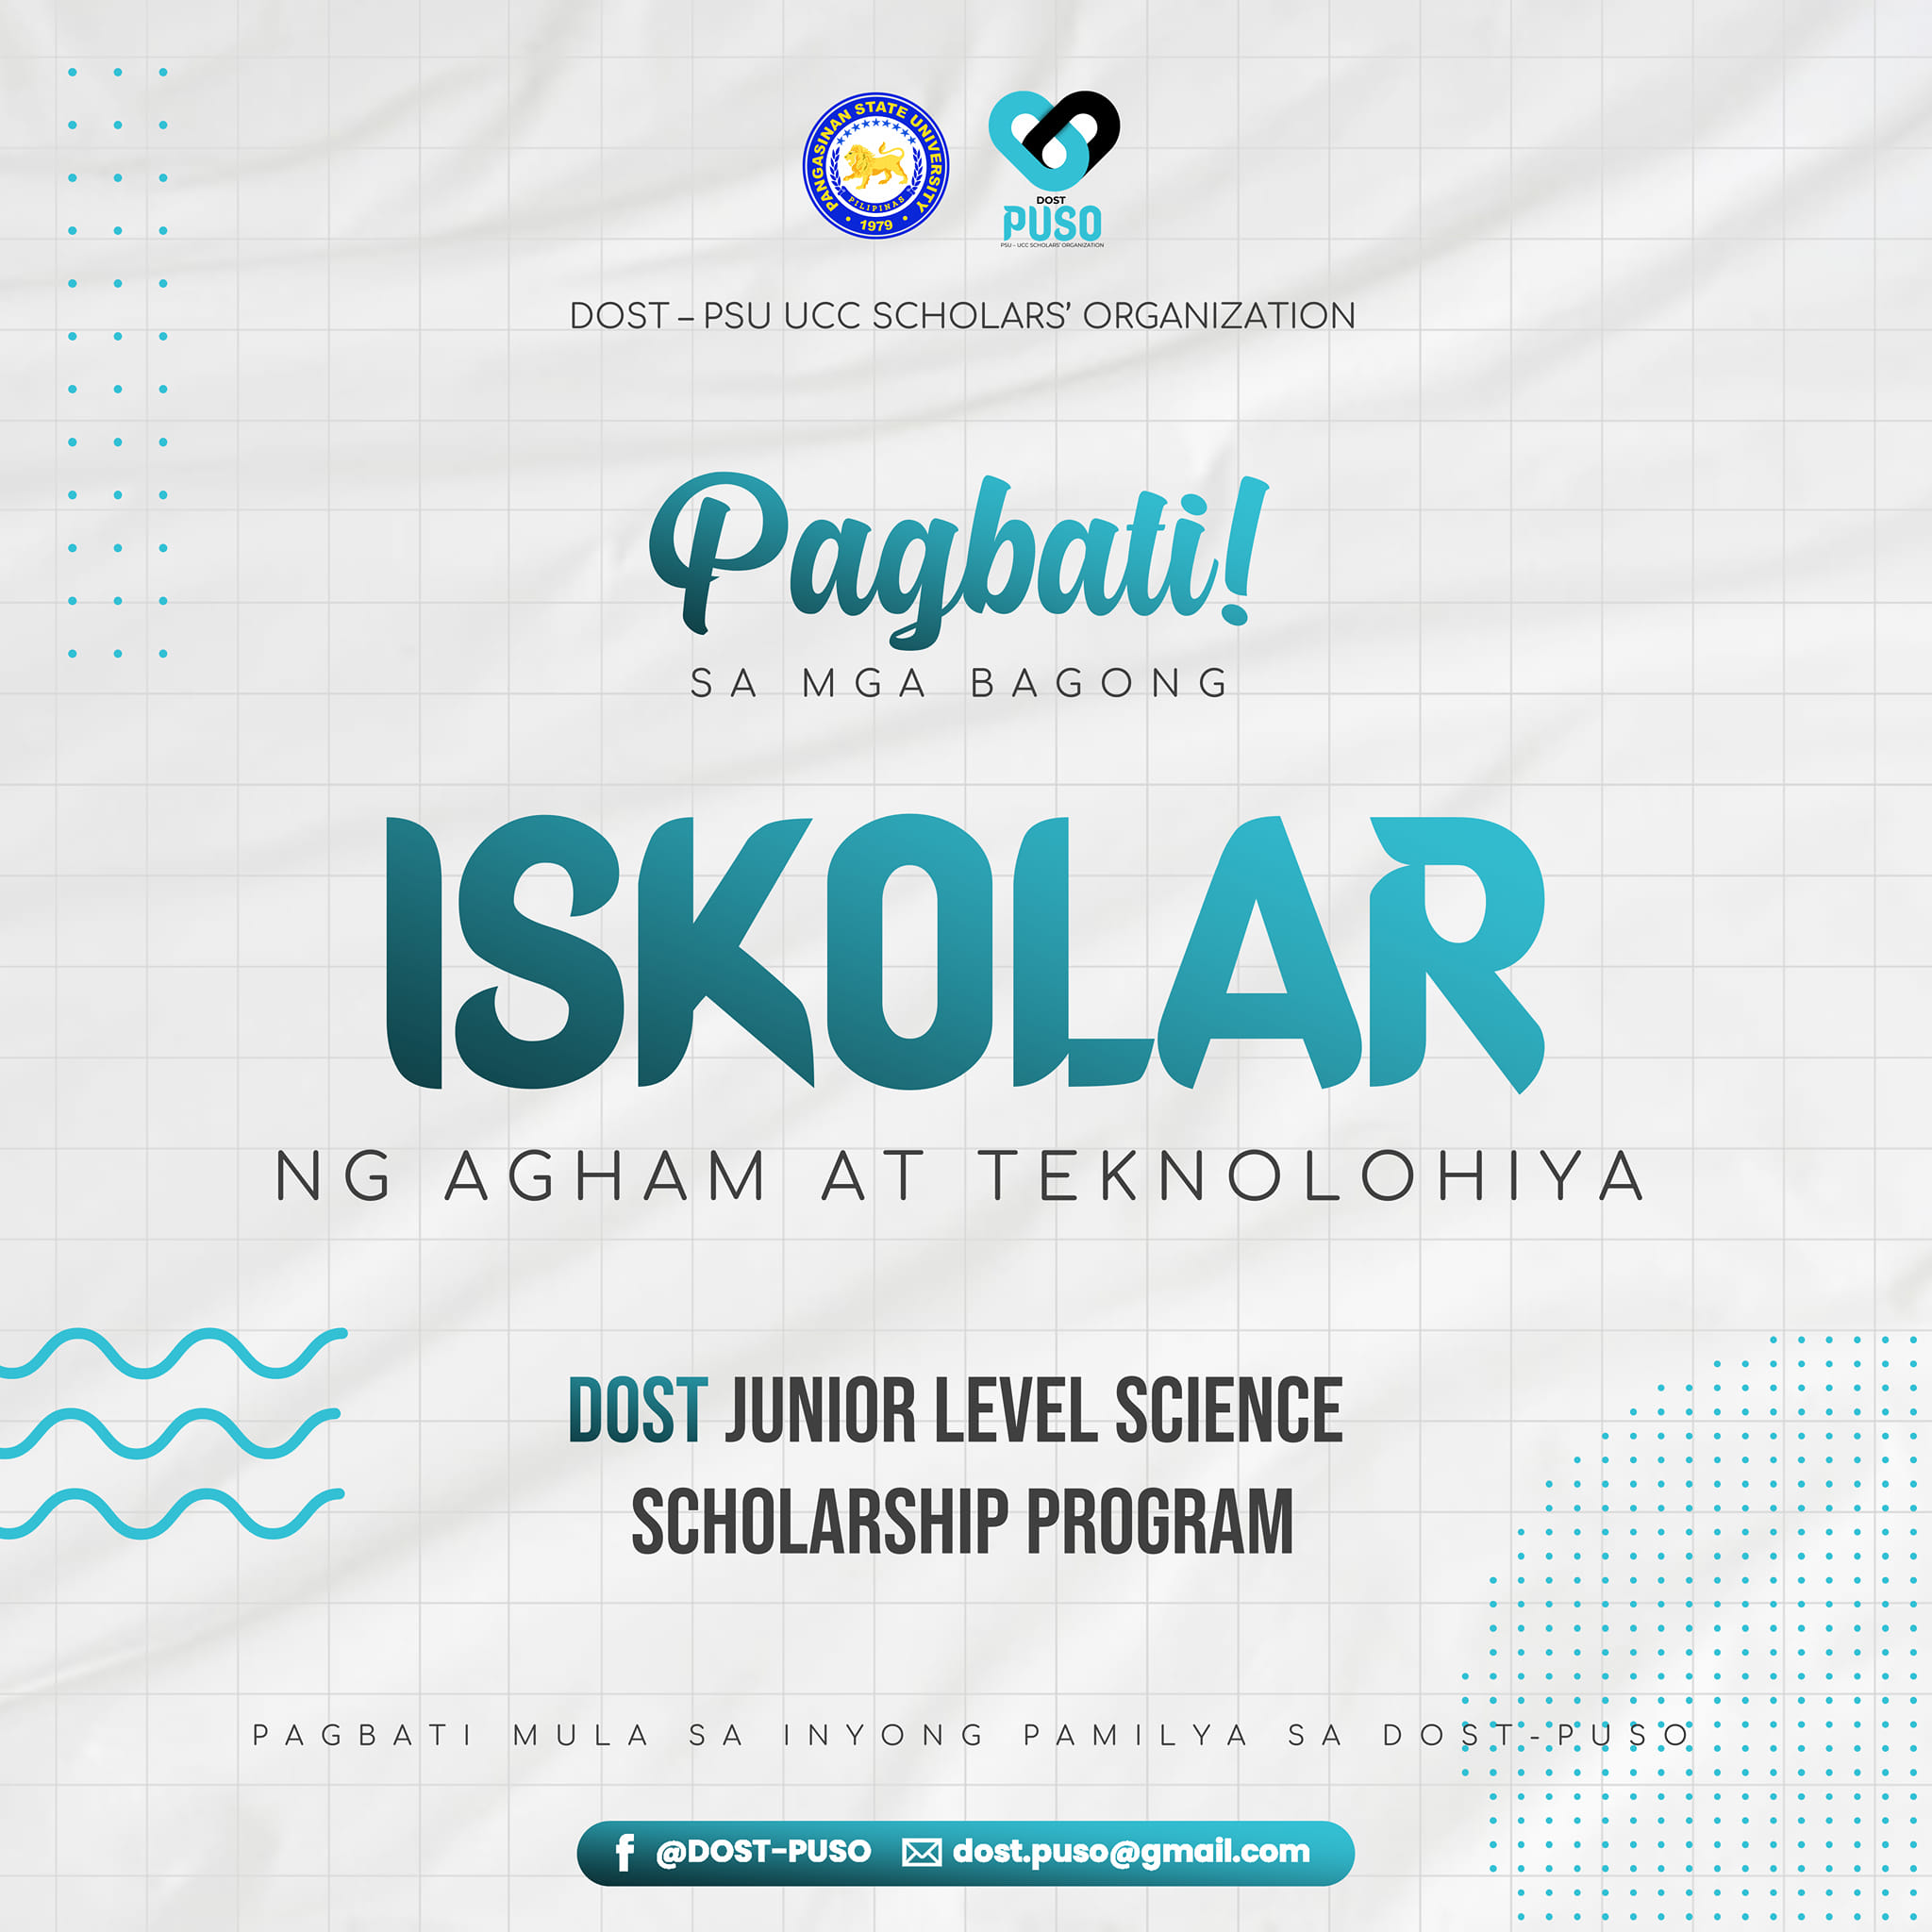 PANGASINAN STATE UNIVERSITY
PILIPINAS
1979
DOST
PUSO
PSU – UCC SCHOLARS' ORGANIZATION
DOST – PSU UCC SCHOLARS' ORGANIZATION
Pagbati!
SA MGA BAGONG
ISKOLAR
NG AGHAM AT TEKNOLOHIYA
DOST JUNIOR LEVEL SCIENCE
SCHOLARSHIP PROGRAM
PAGBATI MULA SA INYONG PAMILYA SA DOST-PUSO
@DOST-PUSO dost.puso@gmail.com